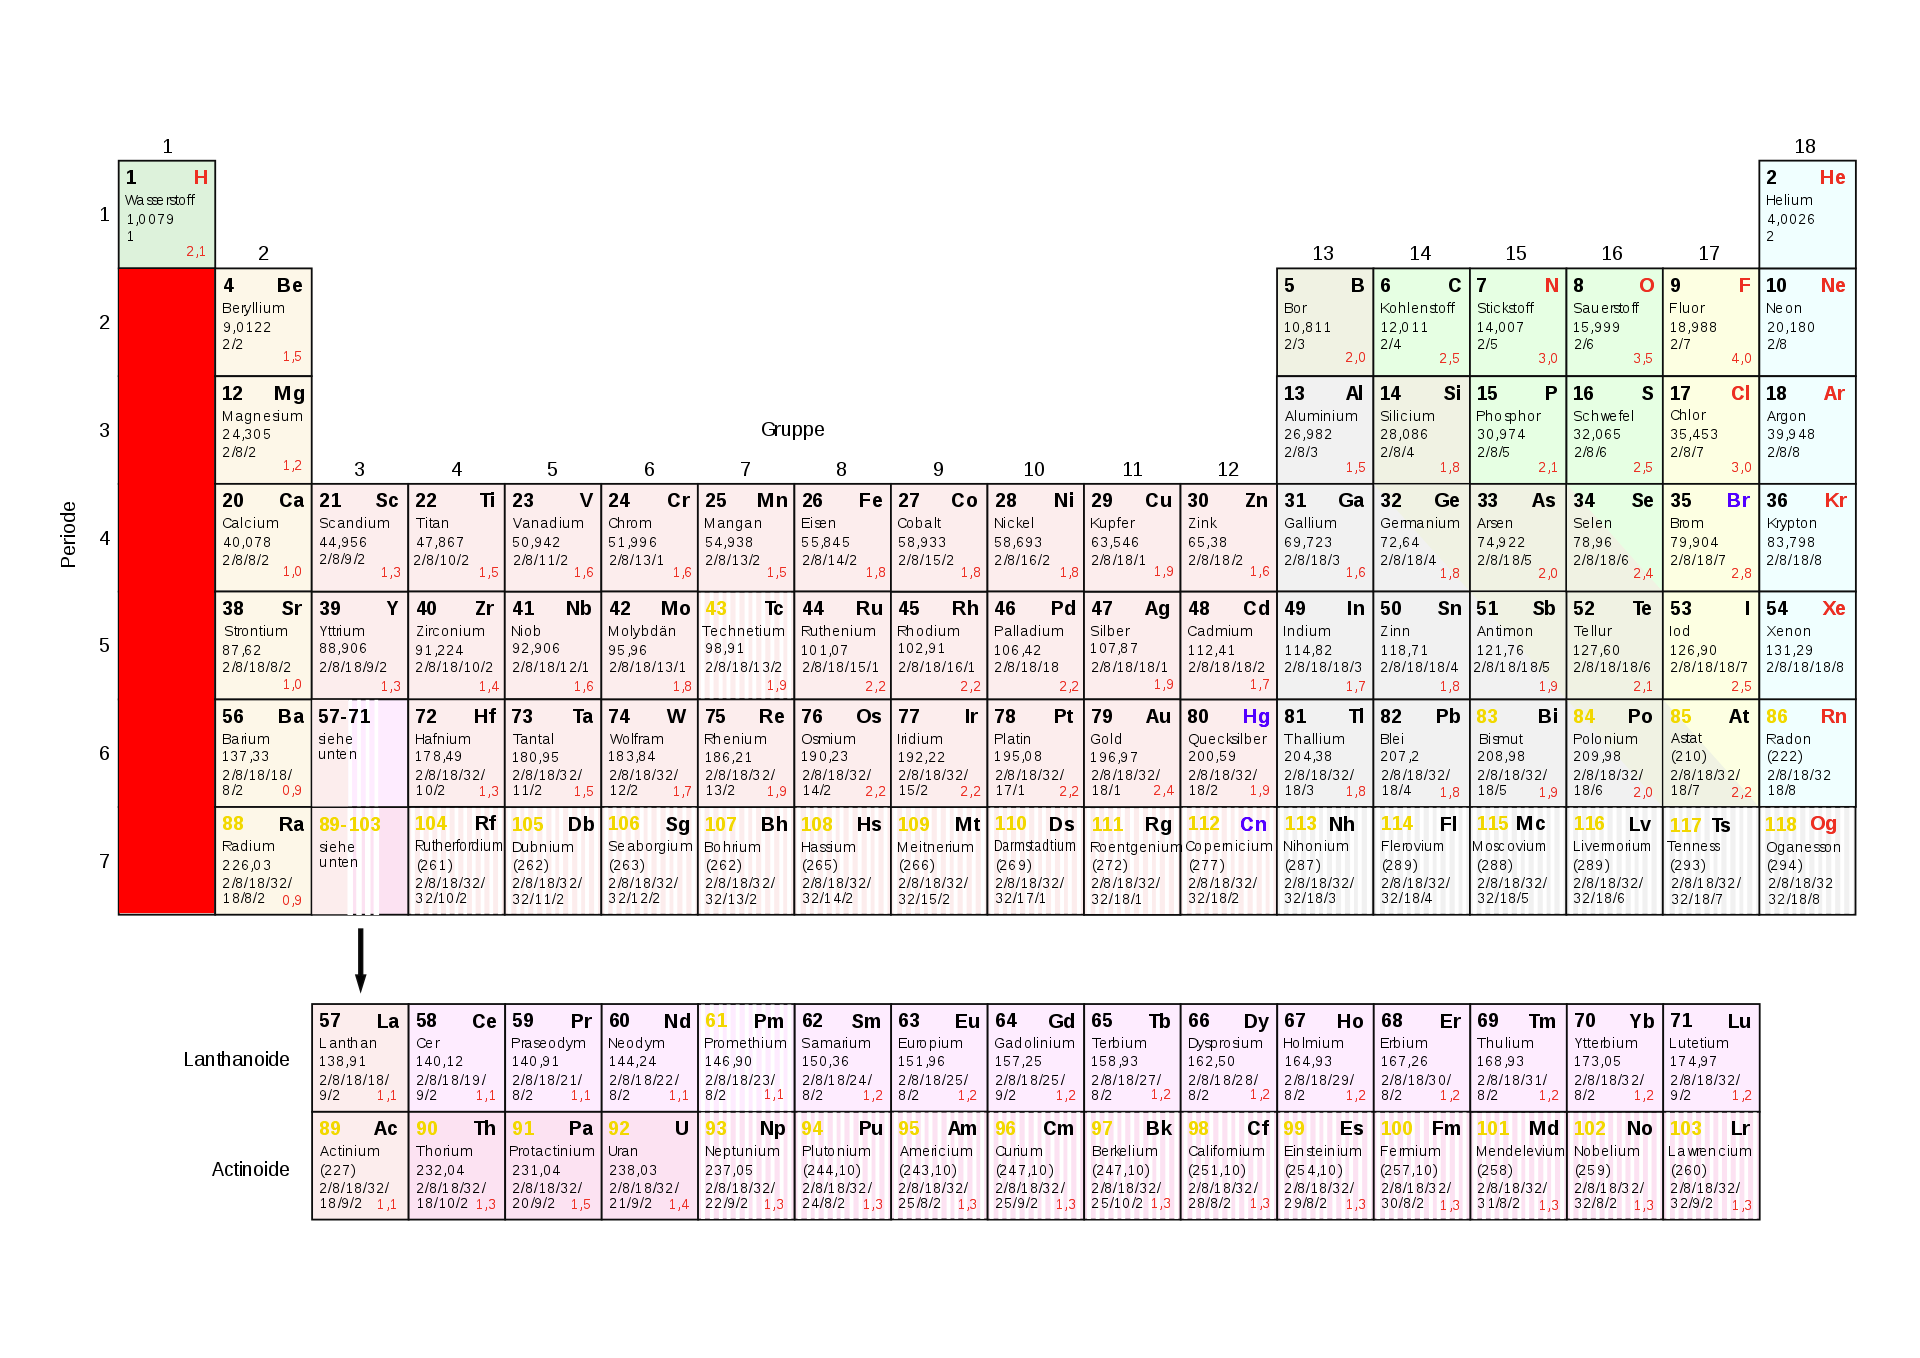 1 18
1 H 2 He
Wasserstoff Helium
1 1,0079 4,0026
1 2
2,1
2 13 14 15 16 17
4 Be 5 B 6 C 7 N 8 O 9 F 10 Ne
Beryllium Bor Kohlenstoff Stickstoff Sauerstoff Fluor Neon
2 9,0122 10,811 12,011 14,007 15,999 18,988 20,180
2/2 2/3 2/4 2/5 2/6 2/7 2/8
1,5 2,0 2,5 3,0 3,5 4,0
12 Mg 13 Al 14 Si 15 P 16 S 17 Cl 18 Ar
Magnesium Aluminium Silicium Phosphor Schwefel Chlor Argon
3 24,305 Gruppe 26,982 28,086 30,974 32,065 35,453 39,948
2/8/2 2/8/3 2/8/4 2/8/5 2/8/6 2/8/7 2/8/8
1,2 1,5 1,8 2,1 2,5 3,0
3 4 5 6 7 8 9 10 11 12
20 Ca 21 Sc 22 Ti 23 V 24 Cr 25 Mn 26 Fe 27 Co 28 Ni 29 Cu 30 Zn 31 Ga 32 Ge 33 As 34 Se 35 Br 36 Kr
Calcium Scandium Titan Vanadium Chrom Mangan Eisen Cobalt Nickel Kupfer Zink Gallium Germanium Arsen Selen Brom Krypton
Periode
4 40,078 44,956 47,867 50,942 51,996 54,938 55,845 58,933 58,693 63,546 65,38 69,723 72,64 74,922 78,96 79,904 83,798
2/8/8/2 2/8/9/2 2/8/10/2 2/8/11/2 2/8/13/1 2/8/13/2 2/8/14/2 2/8/15/2 2/8/16/2 2/8/18/1 2/8/18/2 2/8/18/3 2/8/18/4 2/8/18/5 2/8/18/6 2/8/18/7 2/8/18/8
1,0 1,3 1,5 1,6 1,6 1,5 1,8 1,8 1,8 1,9 1,6 1,6 1,8 2,0 2,4 2,8
38 Sr 39 Y 40 Zr 41 Nb 42 Mo 43 Tc 44 Ru 45 Rh 46 Pd 47 Ag 48 Cd 49 In 50 Sn 51 Sb 52 Te 53 I 54 Xe
Strontium Yttrium Zirconium Niob Molybdän Technetium Ruthenium Rhodium Palladium Silber Cadmium Indium Zinn Antimon Tellur Iod Xenon
5 87,62 88,906 91,224 92,906 95,96 98,91 101,07 102,91 106,42 107,87 112,41 114,82 118,71 121,76 127,60 126,90 131,29
2/8/18/8/2 2/8/18/9/2 2/8/18/10/2 2/8/18/12/1 2/8/18/13/1 2/8/18/13/2 2/8/18/15/1 2/8/18/16/1 2/8/18/18 2/8/18/18/1 2/8/18/18/2 2/8/18/18/3 2/8/18/18/4 2/8/18/18/5 2/8/18/18/6 2/8/18/18/7 2/8/18/18/8
1,0 1,3 1,4 1,6 1,8 1,9 2,2 2,2 2,2 1,9 1,7 1,7 1,8 1,9 2,1 2,5
56 Ba 57-71 72 Hf 73 Ta 74 W 75 Re 76 Os 77 Ir 78 Pt 79 Au 80 Hg 81 Tl 82 Pb 83 Bi 84 Po 85 At 86 Rn
Barium siehe Hafnium Tantal Wolfram Rhenium Osmium Iridium Platin Gold Quecksilber Thallium Blei Bismut Polonium Astat Radon
6 137,33 unten 178,49 180,95 183,84 186,21 190,23 192,22 195,08 196,97 200,59 204,38 207,2 208,98 209,98 (210) (222)
2/8/18/18/ 2/8/18/32/ 2/8/18/32/ 2/8/18/32/ 2/8/18/32/ 2/8/18/32/ 2/8/18/32/ 2/8/18/32/ 2/8/18/32/ 2/8/18/32/ 2/8/18/32/ 2/8/18/32/ 2/8/18/32/ 2/8/18/32/ 2/8/18/32/ 2/8/18/32
8/2 0,9 10/2 1,3 11/2 1,5 12/2 1,7 13/2 1,9 14/2 2,2 15/2 2,2 17/1 2,2 18/1 2,4 18/2 1,9 18/3 1,8 18/4 1,8 18/5 1,9 18/6 2,0 18/7 2,2 18/8
88 Ra 89-103 104 Rf 105 Db 106 Sg 107 Bh 108 Hs 109 Mt 110 Ds 111 Rg 112 Cn 113 Nh 114 Fl 115 Mc 116 Lv 117 Ts 118 Og
Radium siehe Rutherfordium Dubnium Seaborgium Bohrium Hassium Meitnerium Darmstadtium Roentgenium Copernicium Nihonium Flerovium Moscovium Livermorium Tenness Oganesson
7 226,03 unten (261) (262) (263) (262) (265) (266) (269) (272) (277) (287) (289) (288) (289) (293) (294)
2/8/18/32/ 2/8/18/32/ 2/8/18/32/ 2/8/18/32/ 2/8/18/32/ 2/8/18/32/ 2/8/18/32/ 2/8/18/32/ 2/8/18/32/ 2/8/18/32/ 2/8/18/32/ 2/8/18/32/ 2/8/18/32/ 2/8/18/32/ 2/8/18/32/ 2/8/18/32
18/8/2 0,9 32/10/2 32/11/2 32/12/2 32/13/2 32/14/2 32/15/2 32/17/1 32/18/1 32/18/2 32/18/3 32/18/4 32/18/5 32/18/6 32/18/7 32/18/8
57 La 58 Ce 59 Pr 60 Nd 61 Pm 62 Sm 63 Eu 64 Gd 65 Tb 66 Dy 67 Ho 68 Er 69 Tm 70 Yb 71 Lu
Lanthan Cer Praseodym Neodym Promethium Samarium Europium Gadolinium Terbium Dysprosium Holmium Erbium Thulium Ytterbium Lutetium
Lanthanoide 138,91 140,12 140,91 144,24 146,90 150,36 151,96 157,25 158,93 162,50 164,93 167,26 168,93 173,05 174,97
2/8/18/18/ 2/8/18/19/ 2/8/18/21/ 2/8/18/22/ 2/8/18/23/ 2/8/18/24/ 2/8/18/25/ 2/8/18/25/ 2/8/18/27/ 2/8/18/28/ 2/8/18/29/ 2/8/18/30/ 2/8/18/31/ 2/8/18/32/ 2/8/18/32/
9/2 1,1 9/2 1,1 8/2 1,1 8/2 1,1 8/2 1,1 8/2 1,2 8/2 1,2 9/2 1,2 8/2 1,2 8/2 1,2 8/2 1,2 8/2 1,2 8/2 1,2 8/2 1,2 9/2 1,2
89 Ac 90 Th 91 Pa 92 U 93 Np 94 Pu 95 Am 96 Cm 97 Bk 98 Cf 99 Es 100 Fm 101 Md 102 No 103 Lr
Actinium Thorium Protactinium Uran Neptunium Plutonium Americium Curium Berkelium Californium Einsteinium Fermium Mendelevium Nobelium Lawrencium
Actinoide (227) 232,04 231,04 238,03 237,05 (244,10) (243,10) (247,10) (247,10) (251,10) (254,10) (257,10) (258) (259) (260)
2/8/18/32/ 2/8/18/32/ 2/8/18/32/ 2/8/18/32/ 2/8/18/32/ 2/8/18/32/ 2/8/18/32/ 2/8/18/32/ 2/8/18/32/ 2/8/18/32/ 2/8/18/32/ 2/8/18/32/ 2/8/18/32/ 2/8/18/32/ 2/8/18/32/
18/9/2 1,1 18/10/2 1,3 20/9/2 1,5 21/9/2 1,4 22/9/2 1,3 24/8/2 1,3 25/8/2 1,3 25/9/2 1,3 25/10/2 1,3 28/8/2 1,3 29/8/2 1,3 30/8/2 1,3 31/8/2 1,3 32/8/2 1,3 32/9/2 1,3